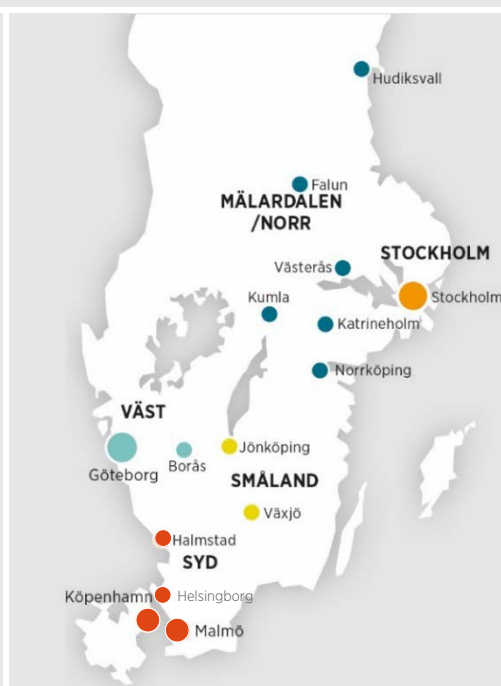 Hudiksvall
Falun
MÄLARDALEN
/NORR
STOCKHOLM
Västerås
Kumla
Stockholm
Katrineholm
Norrköping
VÄST
Jönköping
Borås
Göteborg
SMÅLAND
Växjö
Halmstad
SYD
Köpenhamn
Helsingborg
Malmö